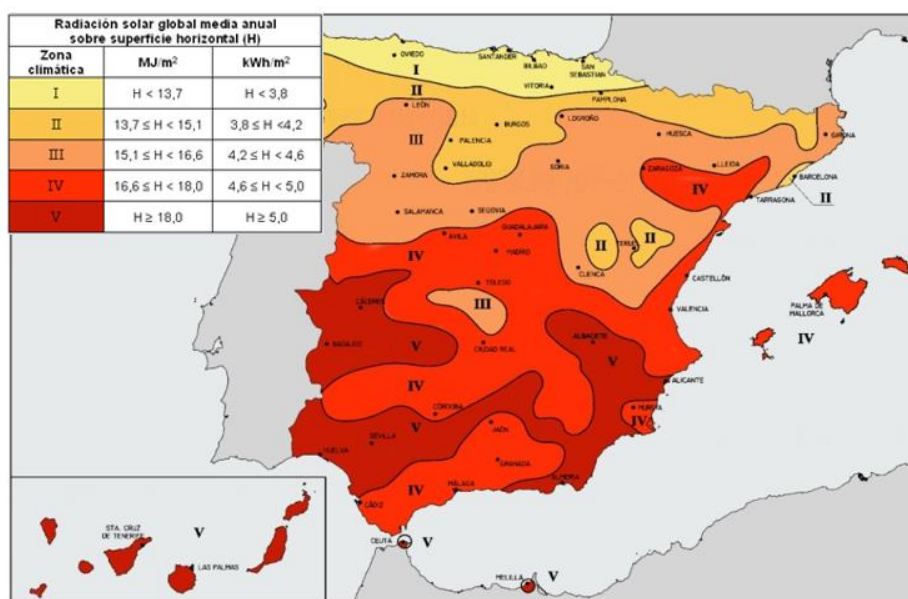 Radiación solar global media anual
sobre superficie horizontal (H)
Zona
climática
MJ/m²
kWh/m²
I
H < 13,7
H < 3,8
II
13,7 ≤ H < 15,1
3,8 ≤ H <4,2
III
15,1 ≤ H < 16,6
4,2 ≤ H < 4,6
IV
16,6 ≤ H < 18,0
4,6 ≤ H < 5,0
V
H ≥ 18,0
H ≥ 5,0
OVIEDO
SANTANDER
BILBAO
SAN
SEBASTIAN
I
VITORIA
II
PAMPLONA
LEÓN
LOGROÑO
BURGOS
HUESCA
GIRONA
III
PALENCIA
VALLADOLID
SORIA
ZARAGOZA
LLEIDA
BARCELONA
ZAMORA
IV
TARRAGONA
II
SALAMANCA
SEGOVIA
GUADALAJARA
AVILA
II
II
TERUEL
IV
MADRID
CUENCA
CASTELLÓN
TOLEDO
CÁCERES
III
VALENCIA
PALMA DE
MALLORCA
IV
BADAJOZ
V
CIUDAD REAL
ALBACETE
V
IV
ALICANTE
CÓRDOBA
MURCIA
IV
V
JAÉN
SEVILLA
HUELVA
GRANADA
ALMERIA
IV
MÁLAGA
CÁDIZ
CEUTA
V
MELILLA
V
STA. CRUZ
DE TENERIFE
V
LAS PALMAS